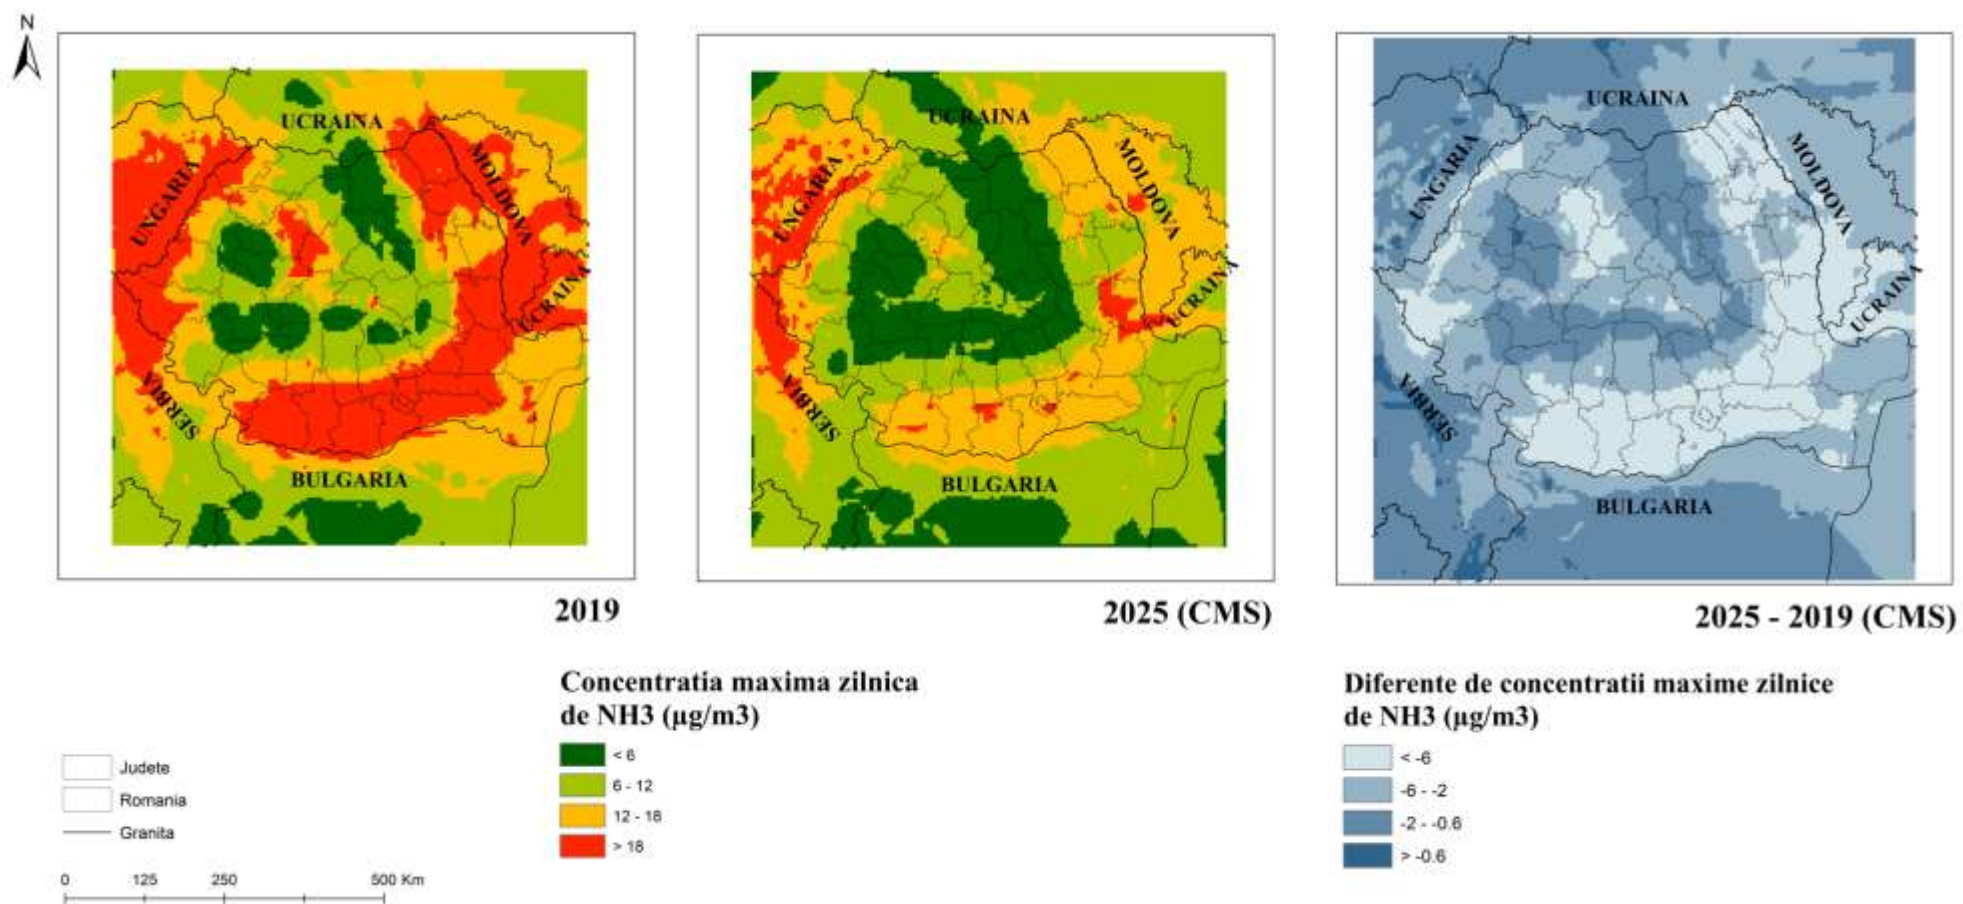 N
UCRAINA
UNGARIA
MOLDOVA
UCRAINA
SERBIA
BULGARIA
2019
UCRAINA
UNGARIA
MOLDOVA
UCRAINA
SERBIA
BULGARIA
2025 (CMS)
UCRAINA
UNGARIA
MOLDOVA
UCRAINA
SERBIA
BULGARIA
2025 - 2019 (CMS)
Concentratia maxima zilnica
de NH3 (µg/m3)
< 6
6 - 12
12 - 18
> 18
Diferente de concentratii maxime zilnice
de NH3 (µg/m3)
< -6
-6 - -2
-2 - -0.6
> -0.6
Judete
Romania
Granita
0 125 250 500 Km